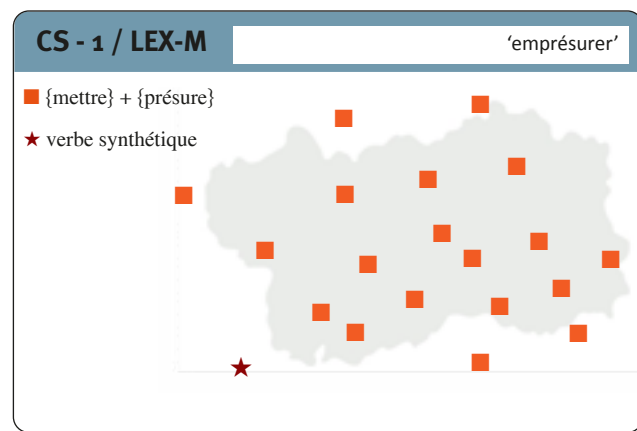 CS - 1 / LEX-M
‘emprésurer’
{mettre} + {présure}
verbe synthétique